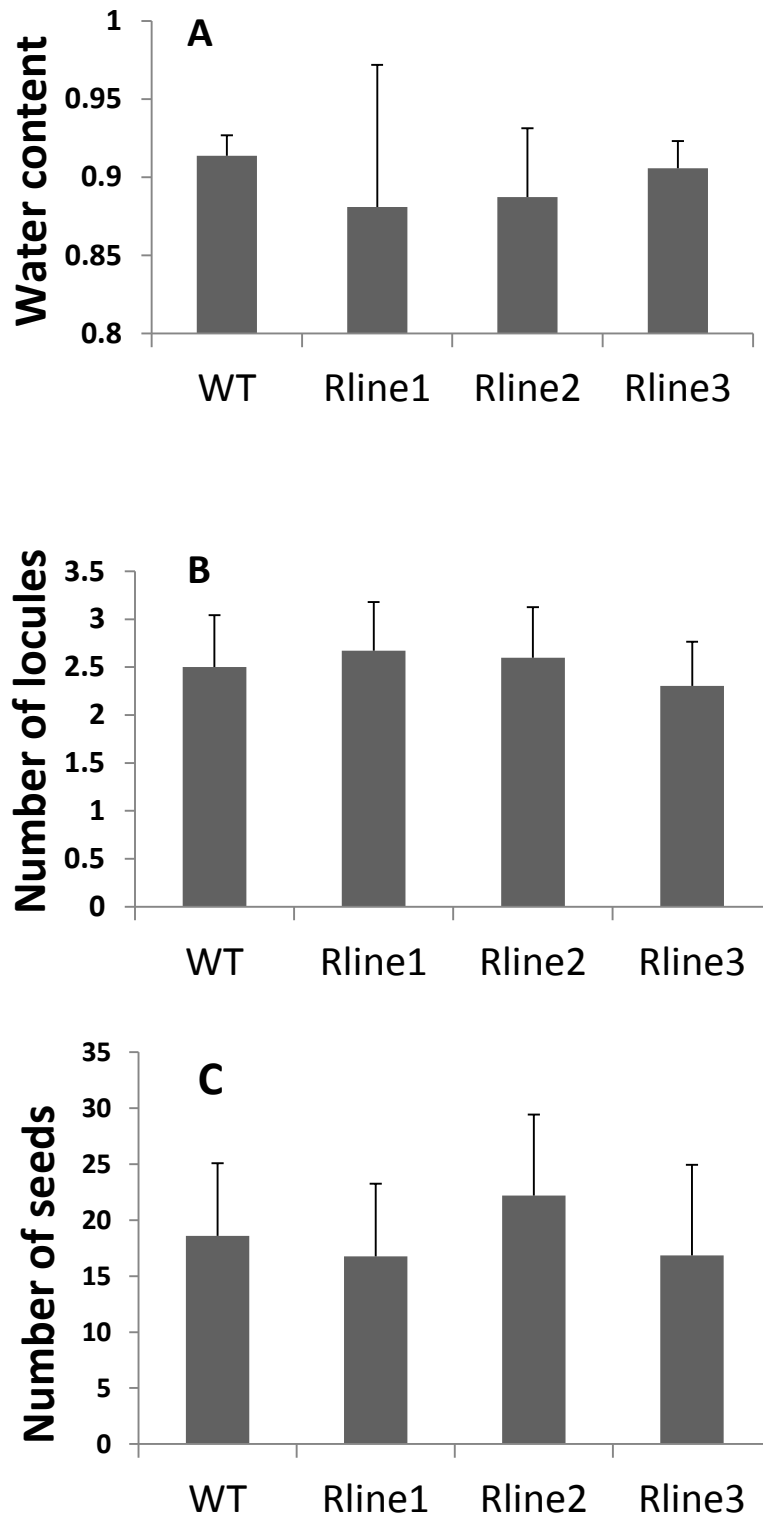 A
Water content
1
0.95
0.9
0.85
0.8
WT Rline1 Rline2 Rline3
B
Number of locules
3.5
3
2.5
2
1.5
1
0.5
0
WT Rline1 Rline2 Rline3
C
Number of seeds
35
30
25
20
15
10
5
0
WT Rline1 Rline2 Rline3